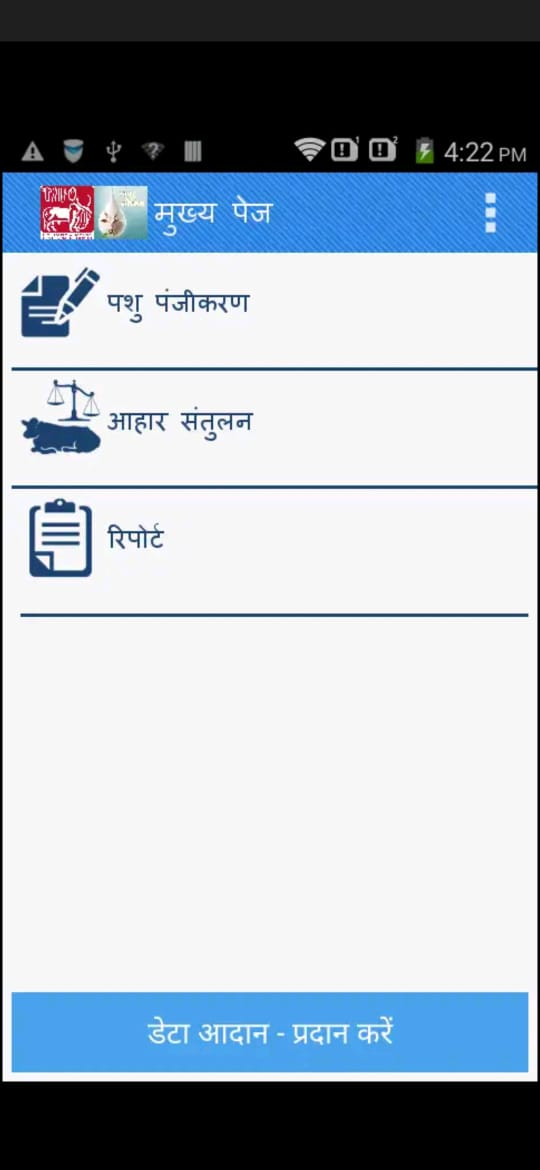 4:22 PM
मुख्य पेज
पशु पंजीकरण
आहार संतुलन
रिपोर्ट
डेटा आदान - प्रदान करें